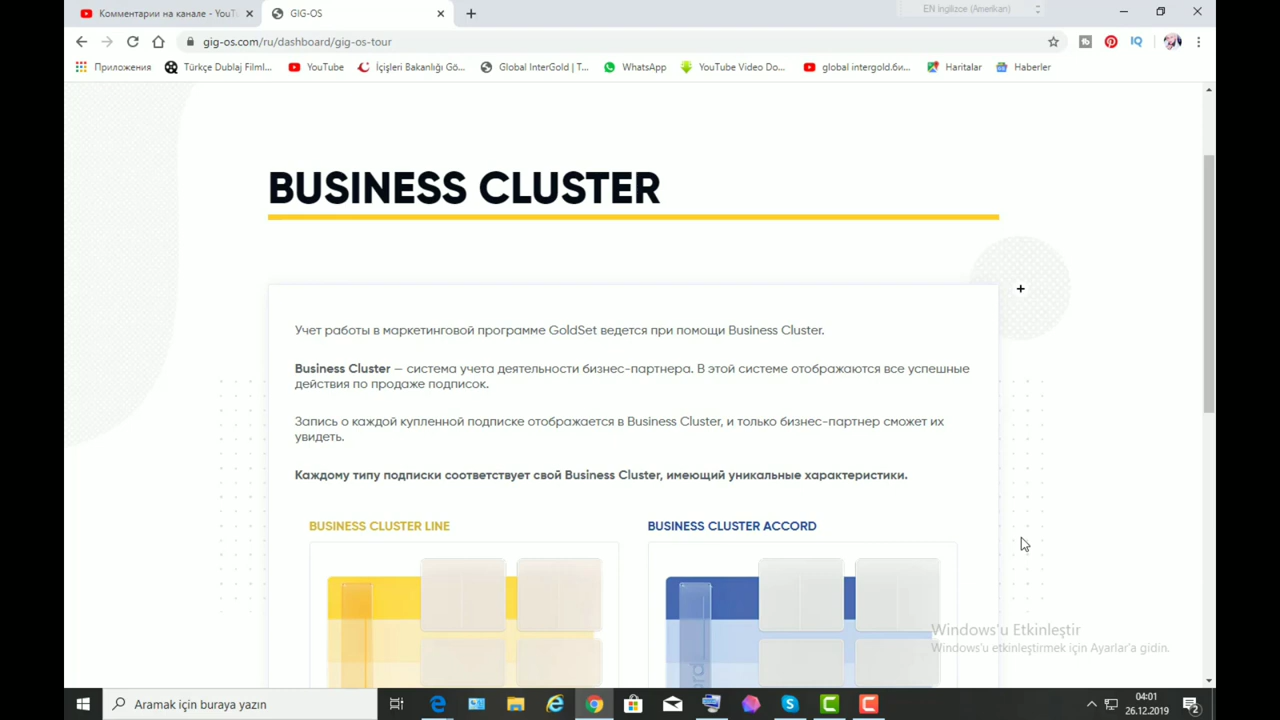 Комментарии на канале - YouTu
GIG-OS
EN ingilizce (Amerikan)
gig-os.com/ru/dashboard/gig-os-tour
Приложения
Türkçe Dublaj Filml...
YouTube
İçişleri Bakanlığı Gö...
Global InterGold | T...
WhatsApp
YouTube Video Do...
global intergold.би...
Haritalar
Haberler
BUSINESS CLUSTER
Учет работы в маркетинговой программе GoldSet ведется при помощи Business Cluster.
Business Cluster — система учета деятельности бизнес-партнера. В этой системе отображаются все успешные
действия по продаже подписок.
Запись о каждой купленной подписке отображается в Business Cluster, и только бизнес-партнер сможет их
увидеть.
Каждому типу подписки соответствует свой Business Cluster, имеющий уникальные характеристики.
BUSINESS CLUSTER LINE
BUSINESS CLUSTER ACCORD
Windows'u Etkinleştir
Windows'u etkinleştirmek için Ayarlar'a gidin.
Aramak için buraya yazın
04:01
26.12.2019